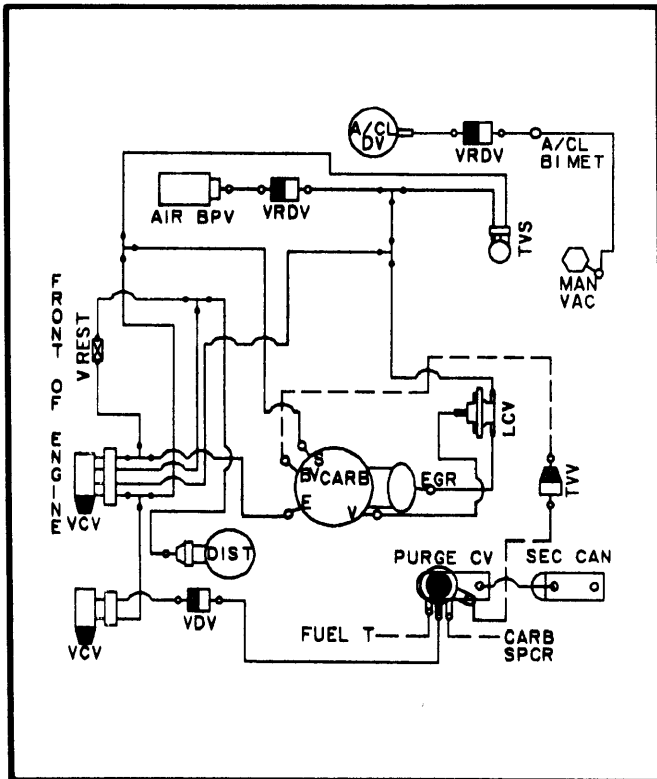 A/CL
DV
VRDV
A/CL
BI MET
AIR BPV
VRDV
TVS
MAN
VAC
FRONT OF ENGINE
V REST
LCV
S
BV
CARB
E
V
EGR
TVV
VCV
DIST
PURGE CV
SEC CAN
VCV
VDV
FUEL T
CARB
SPCR